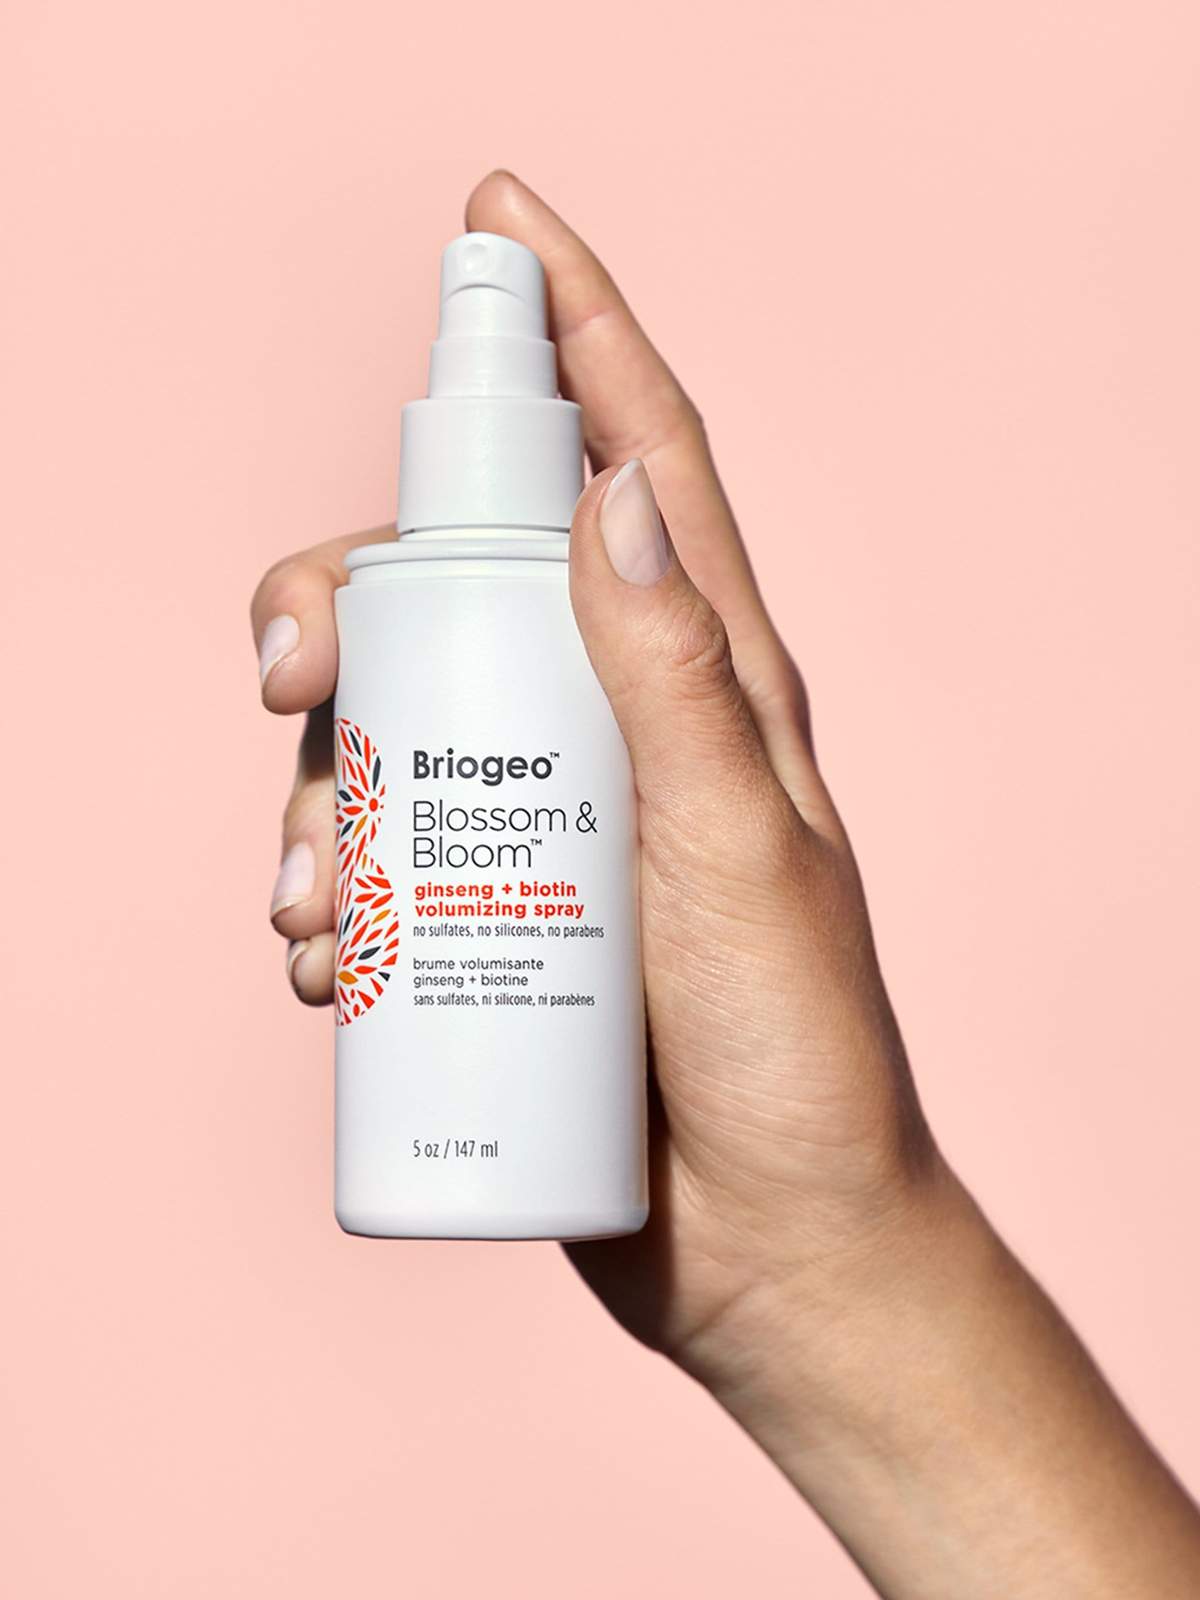 Briogeo™
Blossom &
Bloom™
ginseng + biotin
volumizing spray
no sulfates, no silicones, no parabens
brume volumisante
ginseng + biotine
sans sulfates, ni silicone, ni parabènes
5 oz / 147 ml